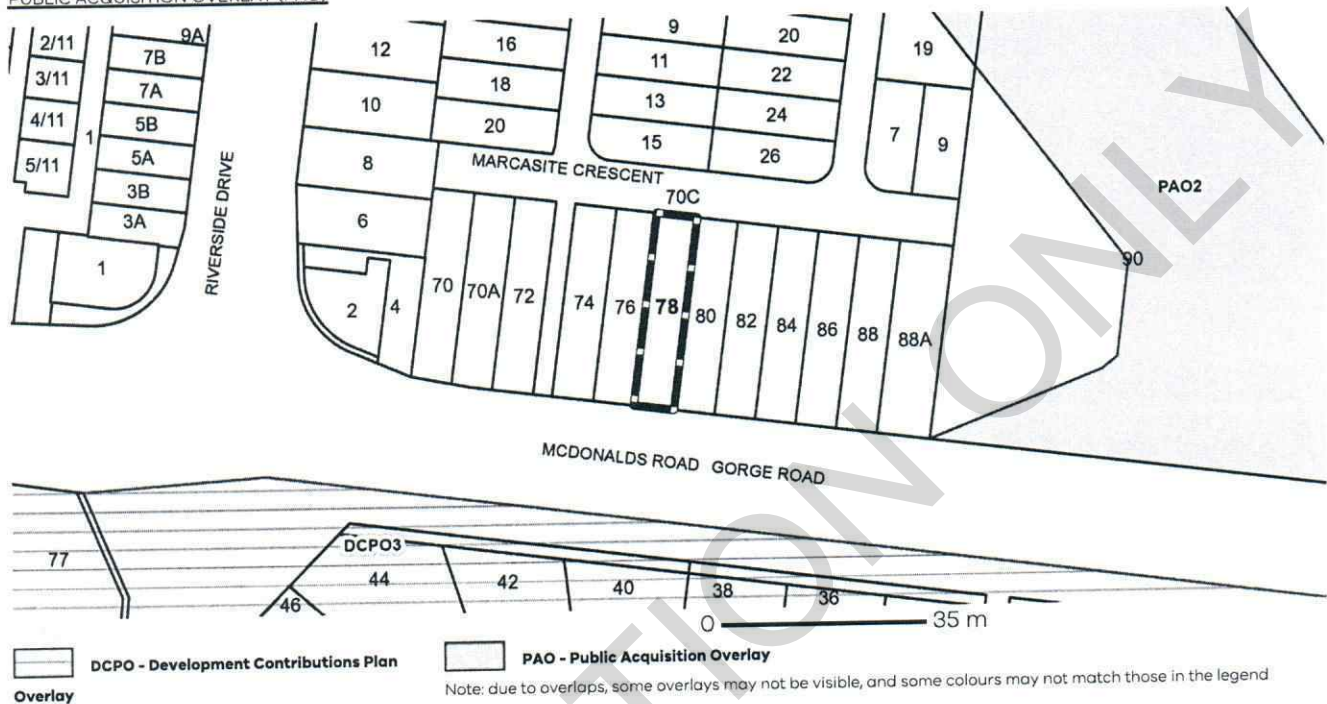 PUBLIC ACQUISITION OVERLAY
2/11
3/11
4/11
5/11
1
9A
7B
7A
5B
5A
3B
3A
1
RIVERSIDE DRIVE
12
10
8
6
2
4
16
18
20
MARCASITE CRESCENT
9
11
13
15
20
22
24
26
19
7
9
70C
70
70A
72
74
76
78
80
82
84
86
88
88A
90
PAO2
MCDONALDS ROAD GORGE ROAD
77
DCPO3
46
44
42
40
38
36
0 35 m
DCPO - Development Contributions Plan
Overlay
PAO - Public Acquisition Overlay
Note: due to overlaps, some overlays may not be visible, and some colours may not match those in the legend
TION ONLY